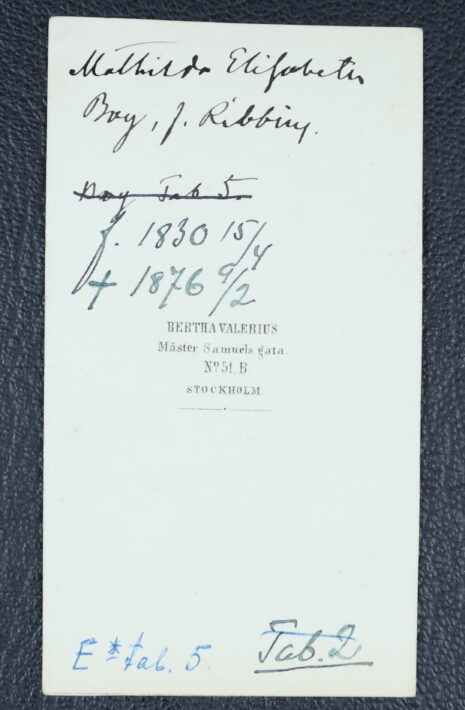 Mathilda Elisabeth
Boy, f. Ribbing.
Boy Tab 5.
f. 1830 15/4
† 1876 9/2
BERTHA VALERIUS
Mäster Samuels gata.
Nº 51, B
STOCKHOLM.
E * tab. 5.
Tab. 2